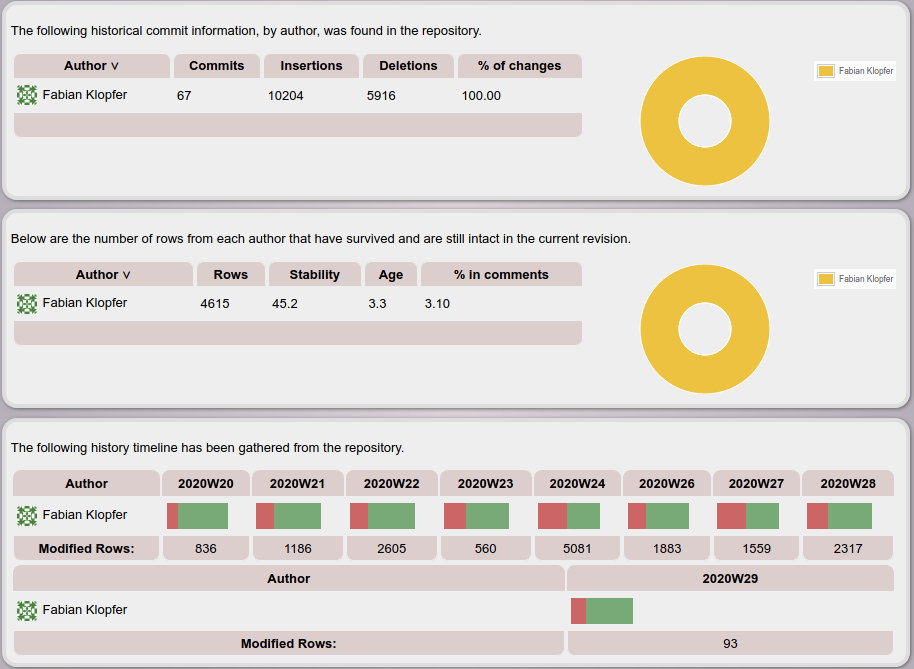 The following historical commit information, by author, was found in the repository.
Author ∨ Commits Insertions Deletions % of changes
Fabian Klopfer 67 10204 5916 100.00
Fabian Klopfer
Below are the number of rows from each author that have survived and are still intact in the current revision.
Author ∨ Rows Stability Age % in comments
Fabian Klopfer 4615 45.2 3.3 3.10
Fabian Klopfer
The following history timeline has been gathered from the repository.
Author 2020W20 2020W21 2020W22 2020W23 2020W24 2020W26 2020W27 2020W28
Fabian Klopfer
Modified Rows: 836 1186 2605 560 5081 1883 1559 2317
Author 2020W29
Fabian Klopfer
Modified Rows: 93